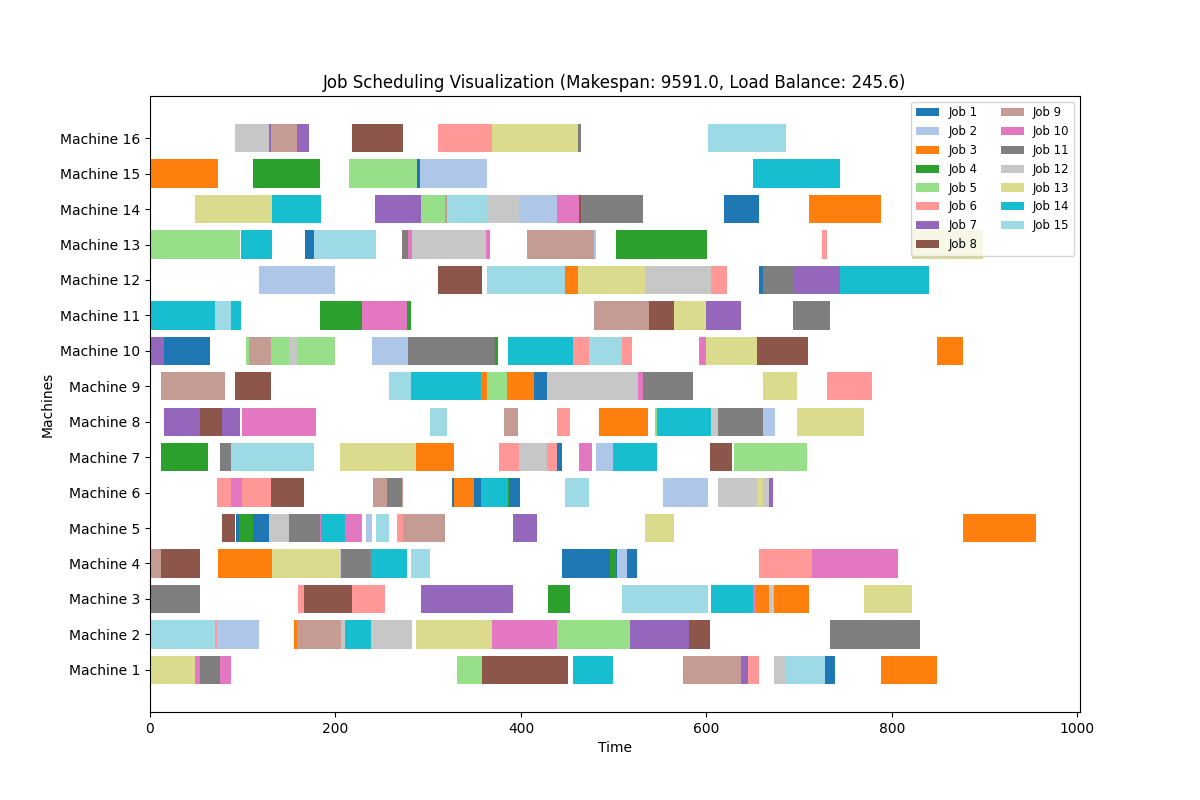 Job Scheduling Visualization (Makespan: 9591.0, Load Balance: 245.6)
Machines
Machine 16
Machine 15
Machine 14
Machine 13
Machine 12
Machine 11
Machine 10
Machine 9
Machine 8
Machine 7
Machine 6
Machine 5
Machine 4
Machine 3
Machine 2
Machine 1
Job 1
Job 2
Job 3
Job 4
Job 5
Job 6
Job 7
Job 8
Job 9
Job 10
Job 11
Job 12
Job 13
Job 14
Job 15
0 200 400 600 800 1000
Time